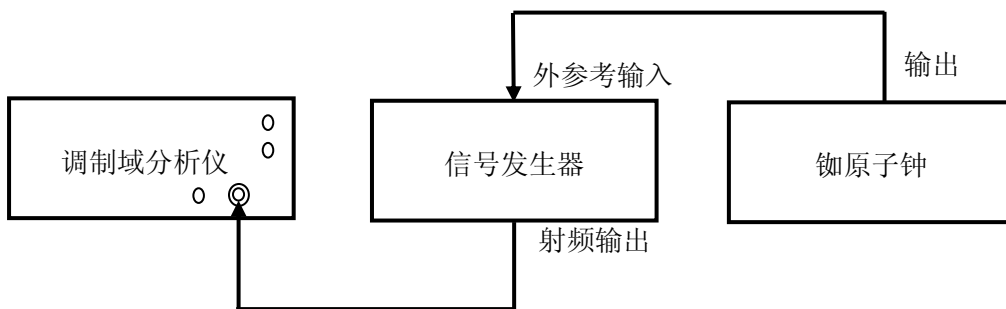 输出
外参考输入
调制域分析仪
信号发生器
铷原子钟
射频输出